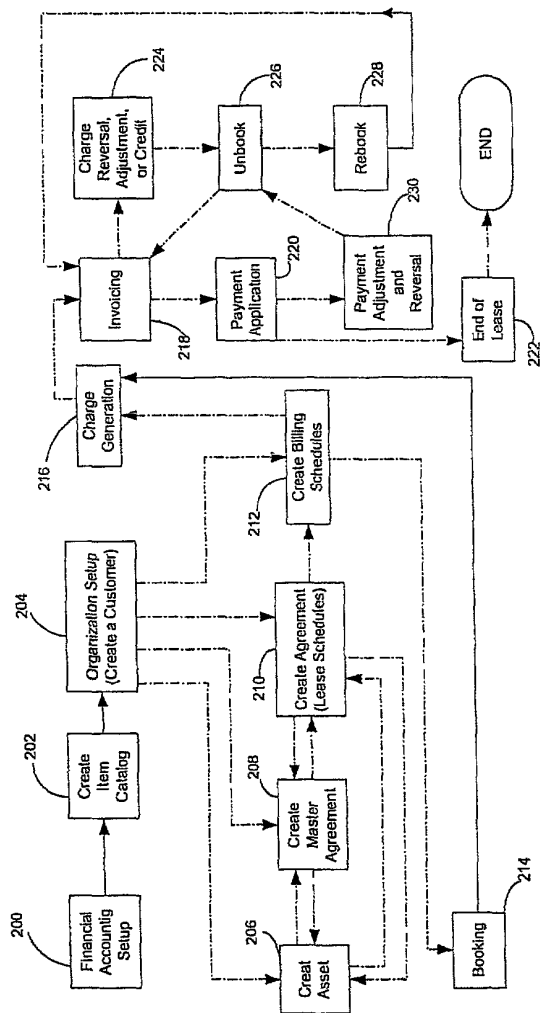 200
Financial
Accountig
Setup
202
Create
Item
Catalog
204
Organization Setup
(Create a Customer)
206
Creat
Asset
208
Create
Master
Agreement
210
Create Agreement
(Lease Schedules)
212
Create Billing
Schedules
Booking
214
216
Charge
Generation
Invoicing
218
Payment
Application
220
End of
Lease
222
END
Charge
Reversal,
Adjustment,
or Credit
224
Unbook
226
Rebook
228
Payment
Adjustment
and
Reversal
230